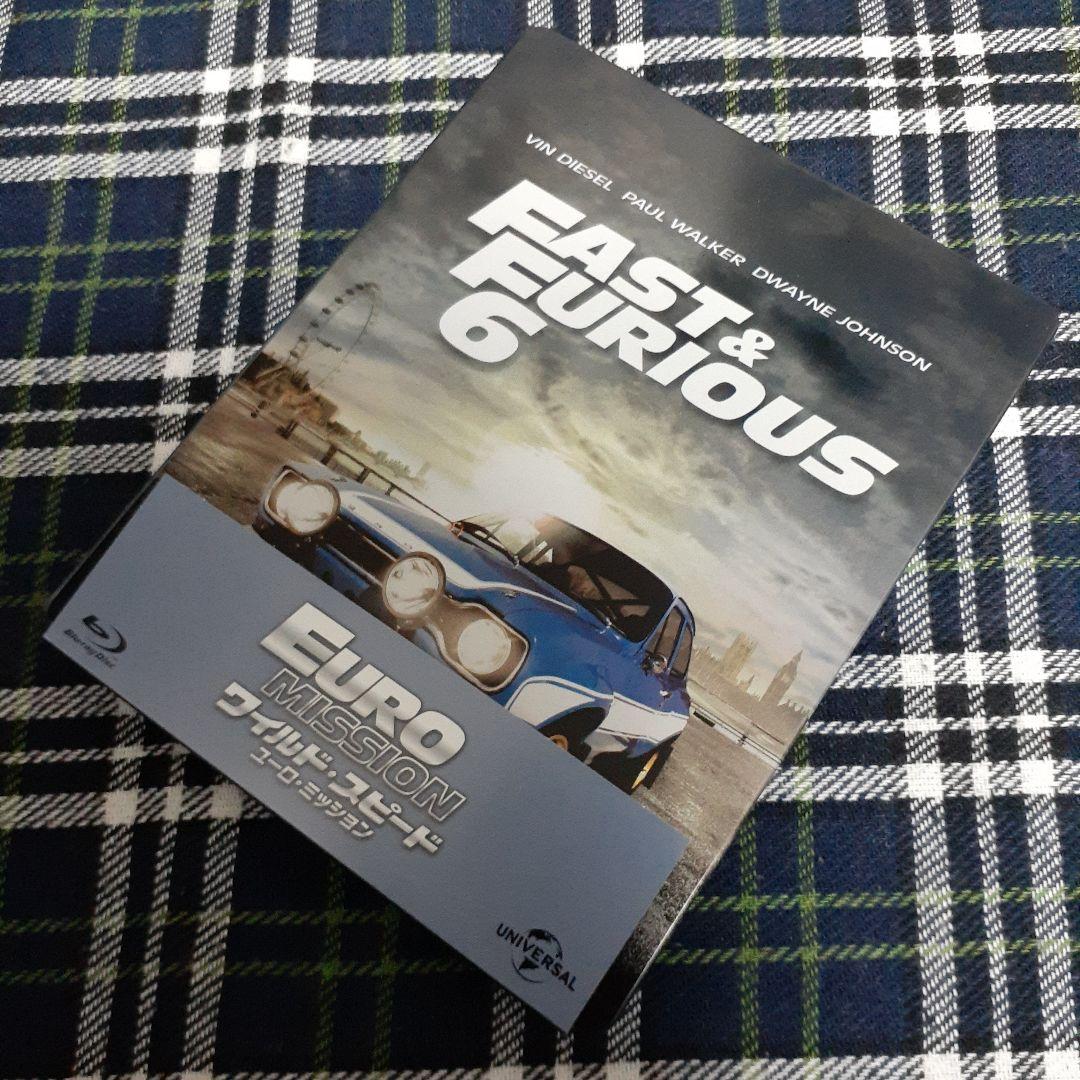 VIN DIESEL PAUL WALKER DWAYNE JOHNSON
FAST &
FURIOUS
6
EURO
MISSION
ワイルド・スピード
ユーロ・ミッション
Blu-ray Disc
UNIVERSAL